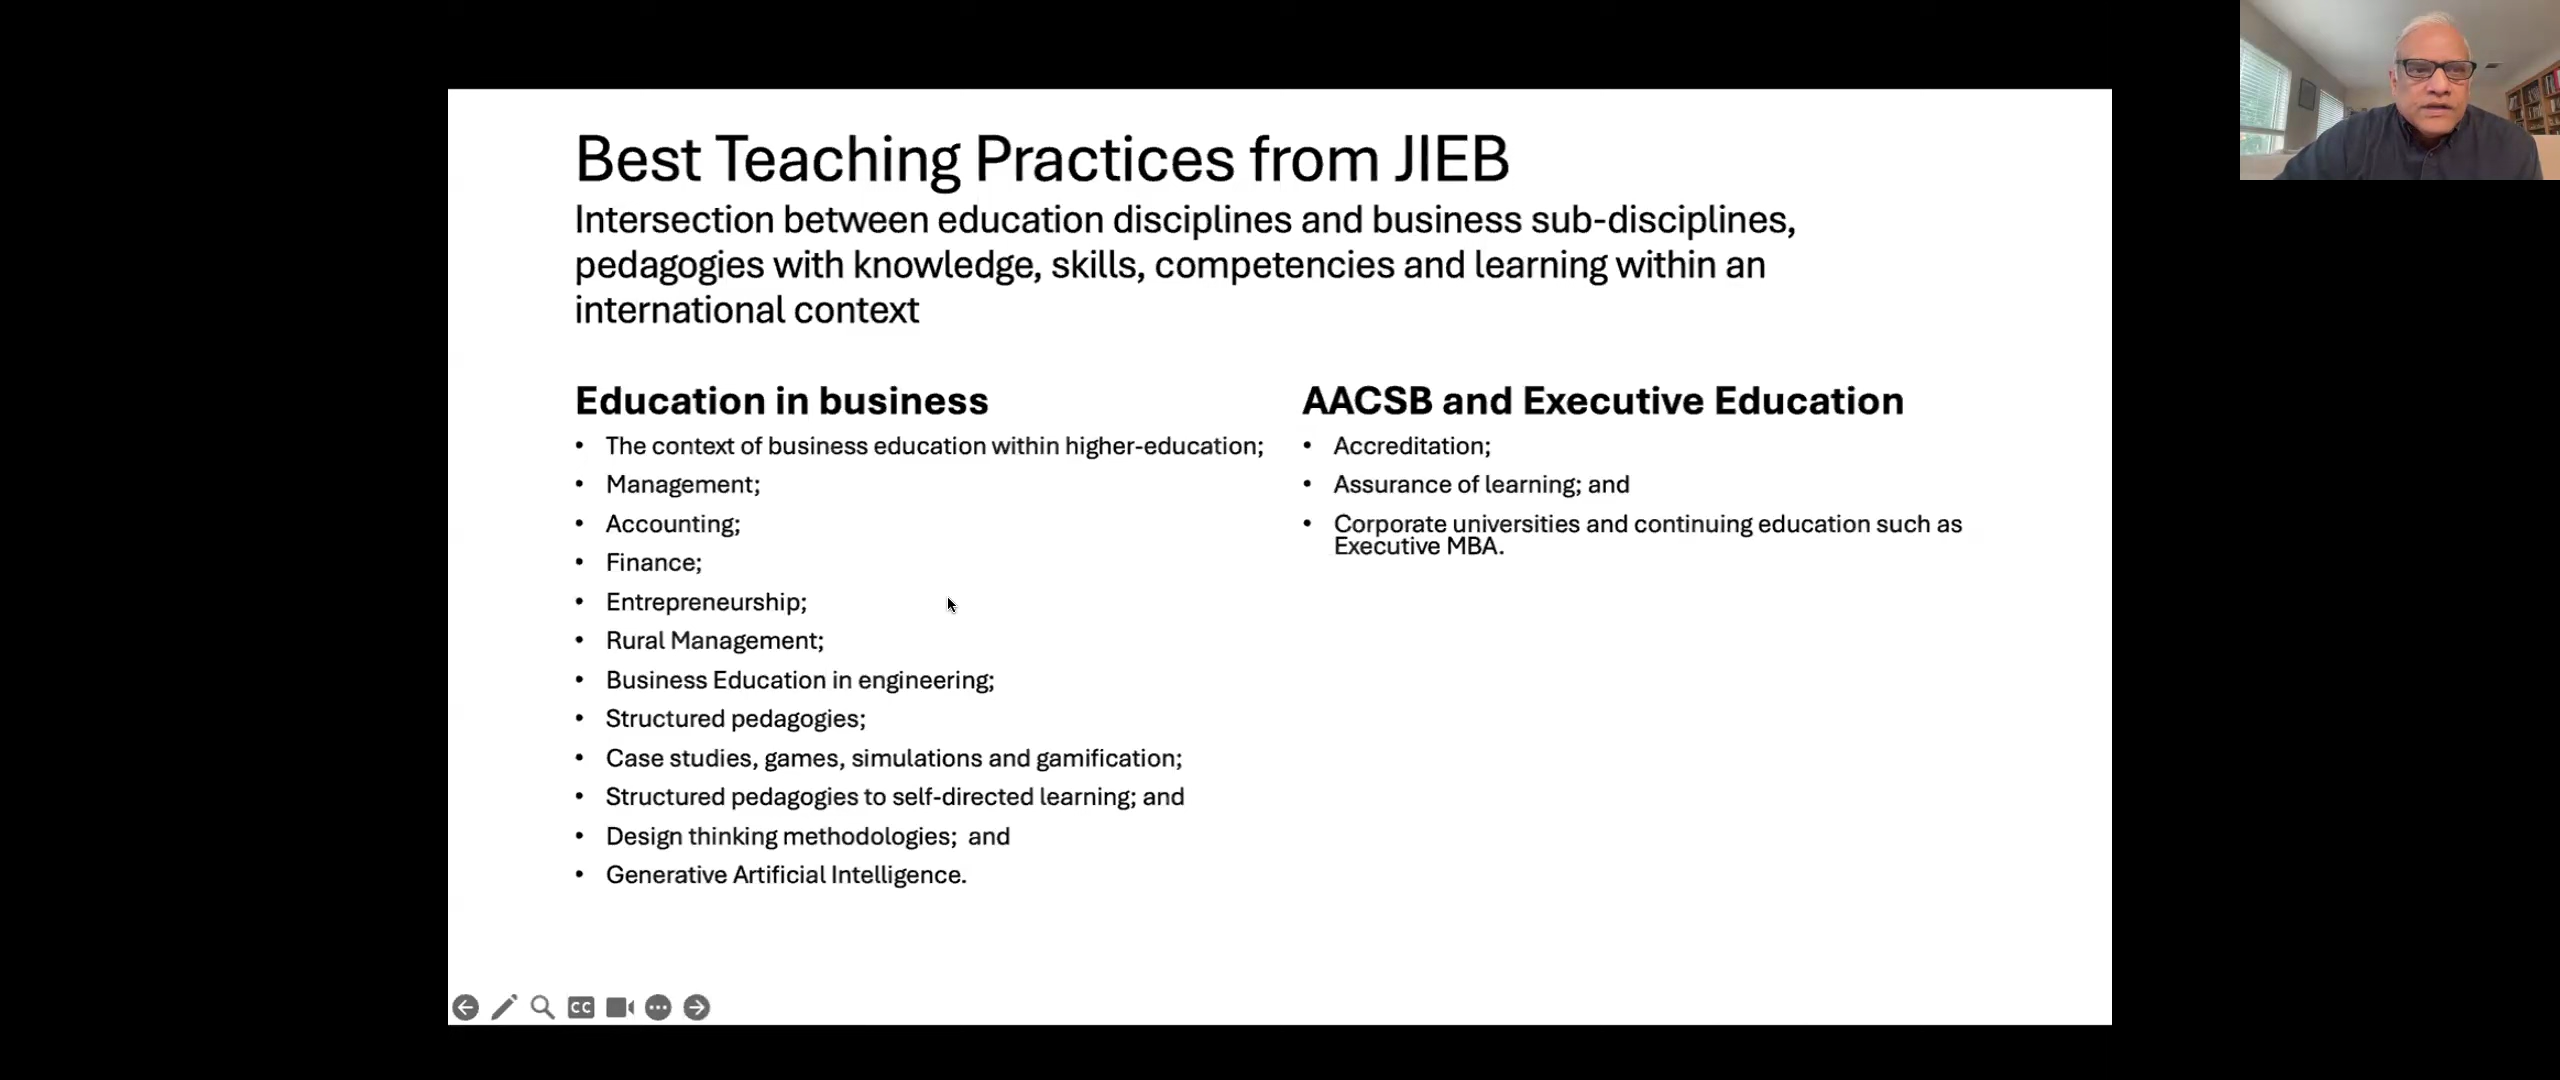 Best Teaching Practices from JIEB
Intersection between education disciplines and business sub-disciplines,
pedagogies with knowledge, skills, competencies and learning within an
international context
Education in business
• The context of business education within higher-education;
• Management;
• Accounting;
• Finance;
• Entrepreneurship;
• Rural Management;
• Business Education in engineering;
• Structured pedagogies;
• Case studies, games, simulations and gamification;
• Structured pedagogies to self-directed learning; and
• Design thinking methodologies;  and
• Generative Artificial Intelligence.
AACSB and Executive Education
• Accreditation;
• Assurance of learning; and
• Corporate universities and continuing education such as
Executive MBA.
CC